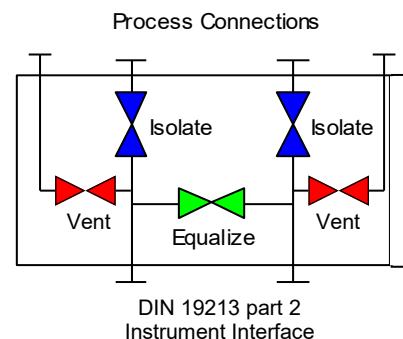 Process Connections
Isolate
Isolate
Vent
Equalize
Vent
DIN 19213 part 2
Instrument Interface